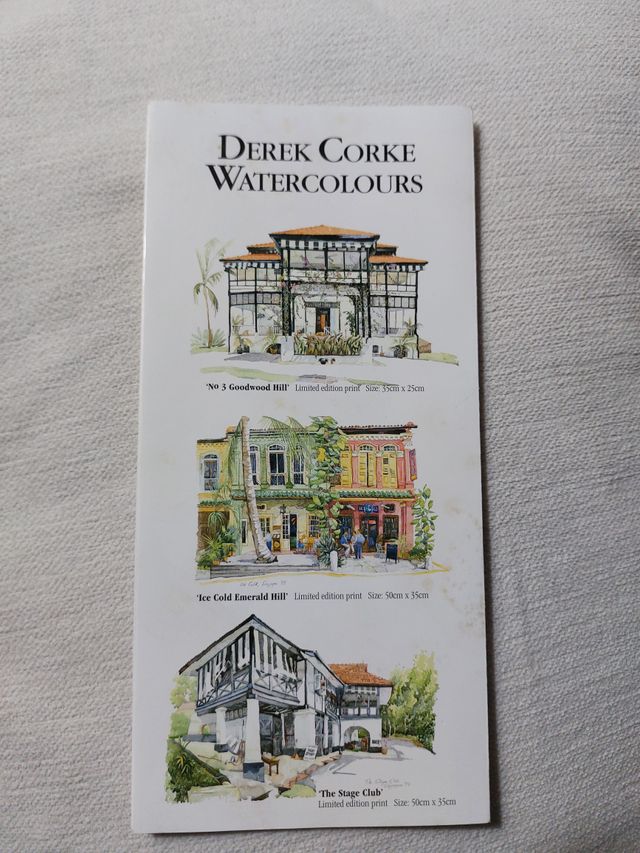 DEREK CORKE
WATERCOLOURS
'No 3 Goodwood Hill' Limited edition print Size: 35cm x 25cm
'Ice Cold Emerald Hill' Limited edition print Size: 50cm x 35cm
'The Stage Club'
Limited edition print Size: 50cm x 35cm